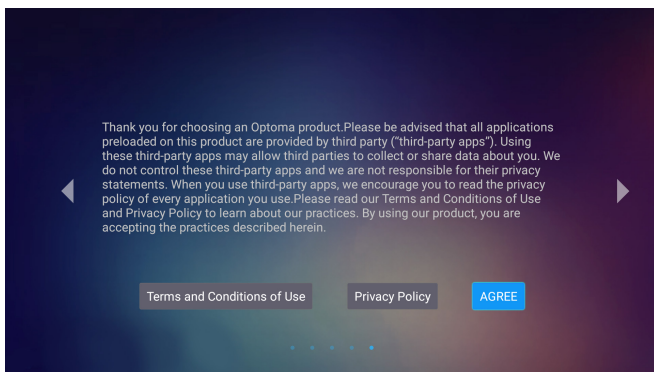 Thank you for choosing an Optoma product.Please be advised that all applications
preloaded on this product are provided by third party (“third-party apps”). Using
these third-party apps may allow third parties to collect or share data about you. We
do not control these third-party apps and we are not responsible for their privacy
statements. When you use third-party apps, we encourage you to read the privacy
policy of every application you use.Please read our Terms and Conditions of Use
and Privacy Policy to learn about our practices. By using our product, you are
accepting the practices described herein.
Terms and Conditions of Use
Privacy Policy
AGREE